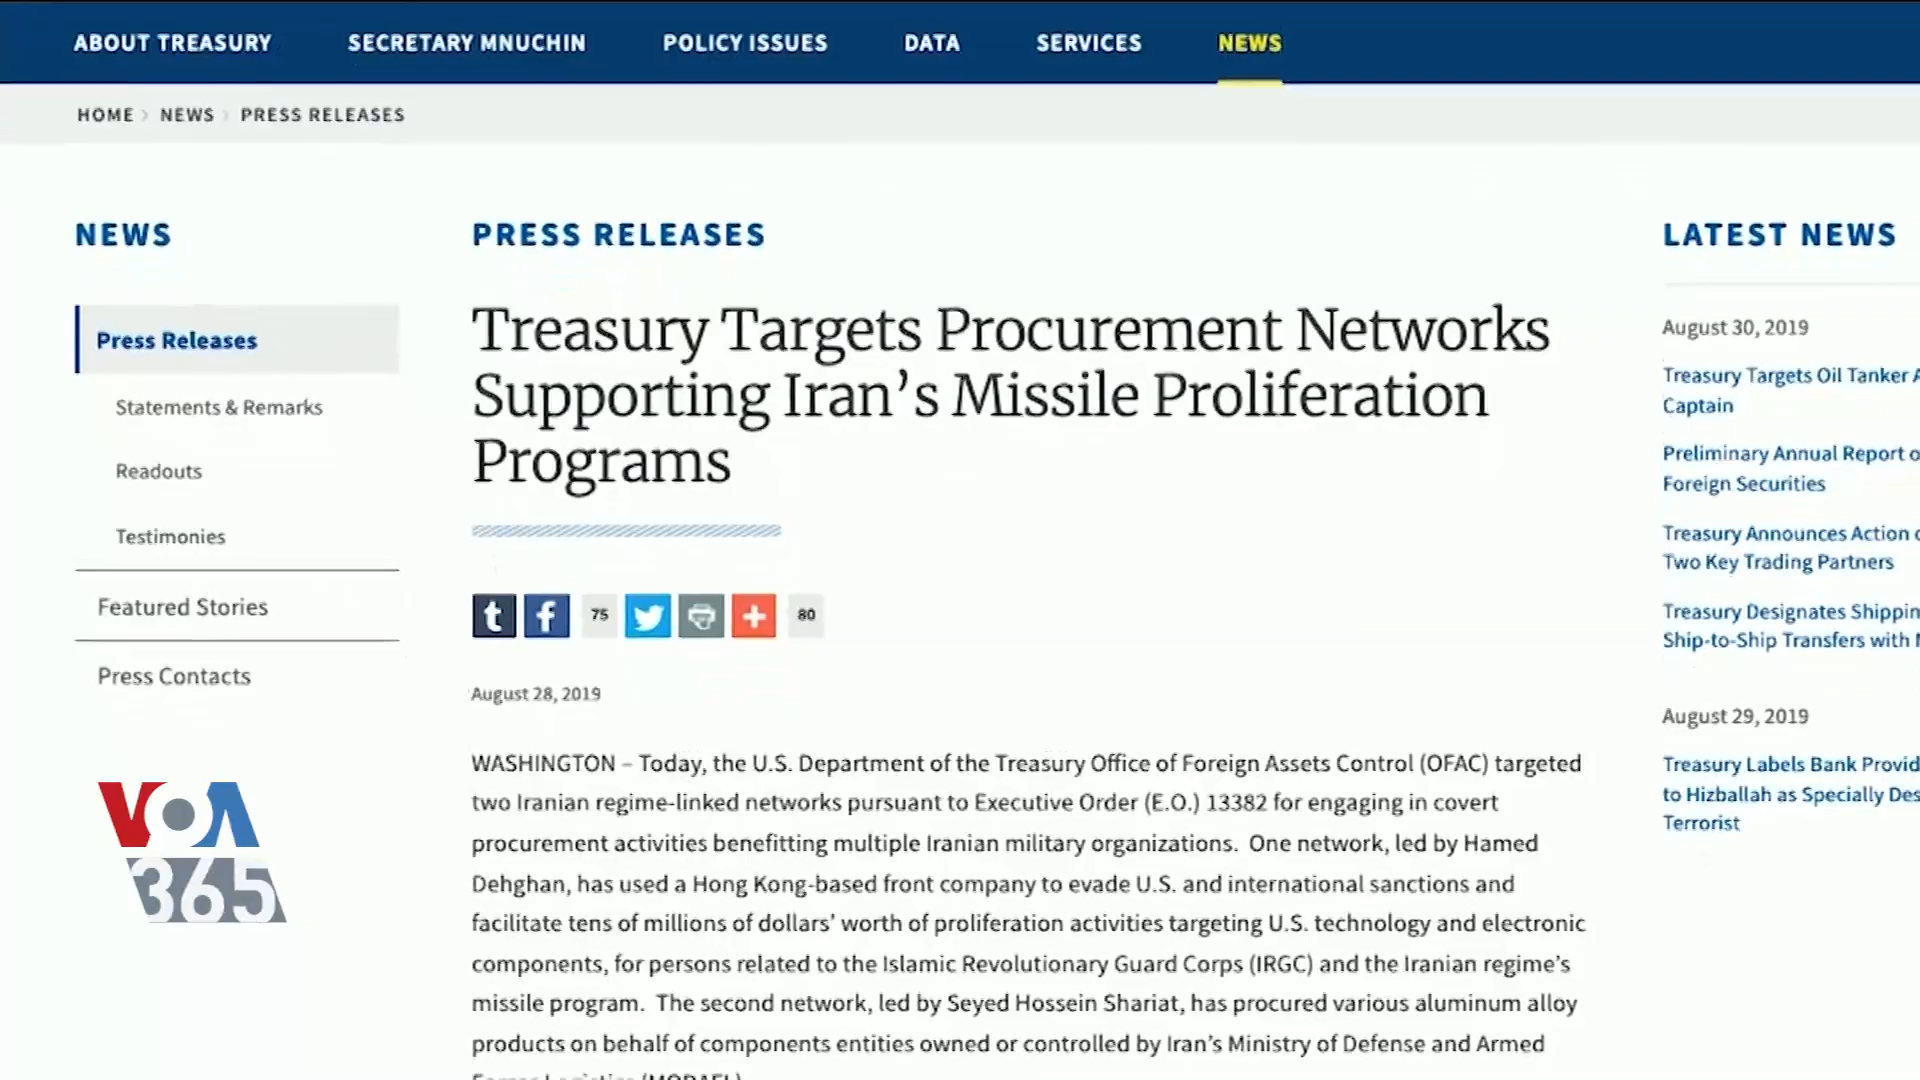 ABOUT TREASURY SECRETARY MNUCHIN POLICY ISSUES DATA SERVICES NEWS
HOME NEWS PRESS RELEASES
NEWS
Press Releases
Statements & Remarks
Readouts
Testimonies
Featured Stories
Press Contacts
VOA
365
PRESS RELEASES
Treasury Targets Procurement Networks
Supporting Iran's Missile Proliferation
Programs
75 80
August 28, 2019
WASHINGTON – Today, the U.S. Department of the Treasury Office of Foreign Assets Control (OFAC) targeted
two Iranian regime-linked networks pursuant to Executive Order (E.O.) 13382 for engaging in covert
procurement activities benefitting multiple Iranian military organizations. One network, led by Hamed
Dehghan, has used a Hong Kong-based front company to evade U.S. and international sanctions and
facilitate tens of millions of dollars' worth of proliferation activities targeting U.S. technology and electronic
components, for persons related to the Islamic Revolutionary Guard Corps (IRGC) and the Iranian regime's
missile program. The second network, led by Seyed Hossein Shariat, has procured various aluminum alloy
products on behalf of components entities owned or controlled by Iran's Ministry of Defense and Armed
LATEST NEWS
August 30, 2019
Treasury Targets Oil Tanker
Captain
Preliminary Annual Report
Foreign Securities
Treasury Announces Action
Two Key Trading Partners
Treasury Designates
Ship-to-Ship Transfers with
August 29, 2019
Treasury Labels Bank
to Hizballah as Specially
Terrorist